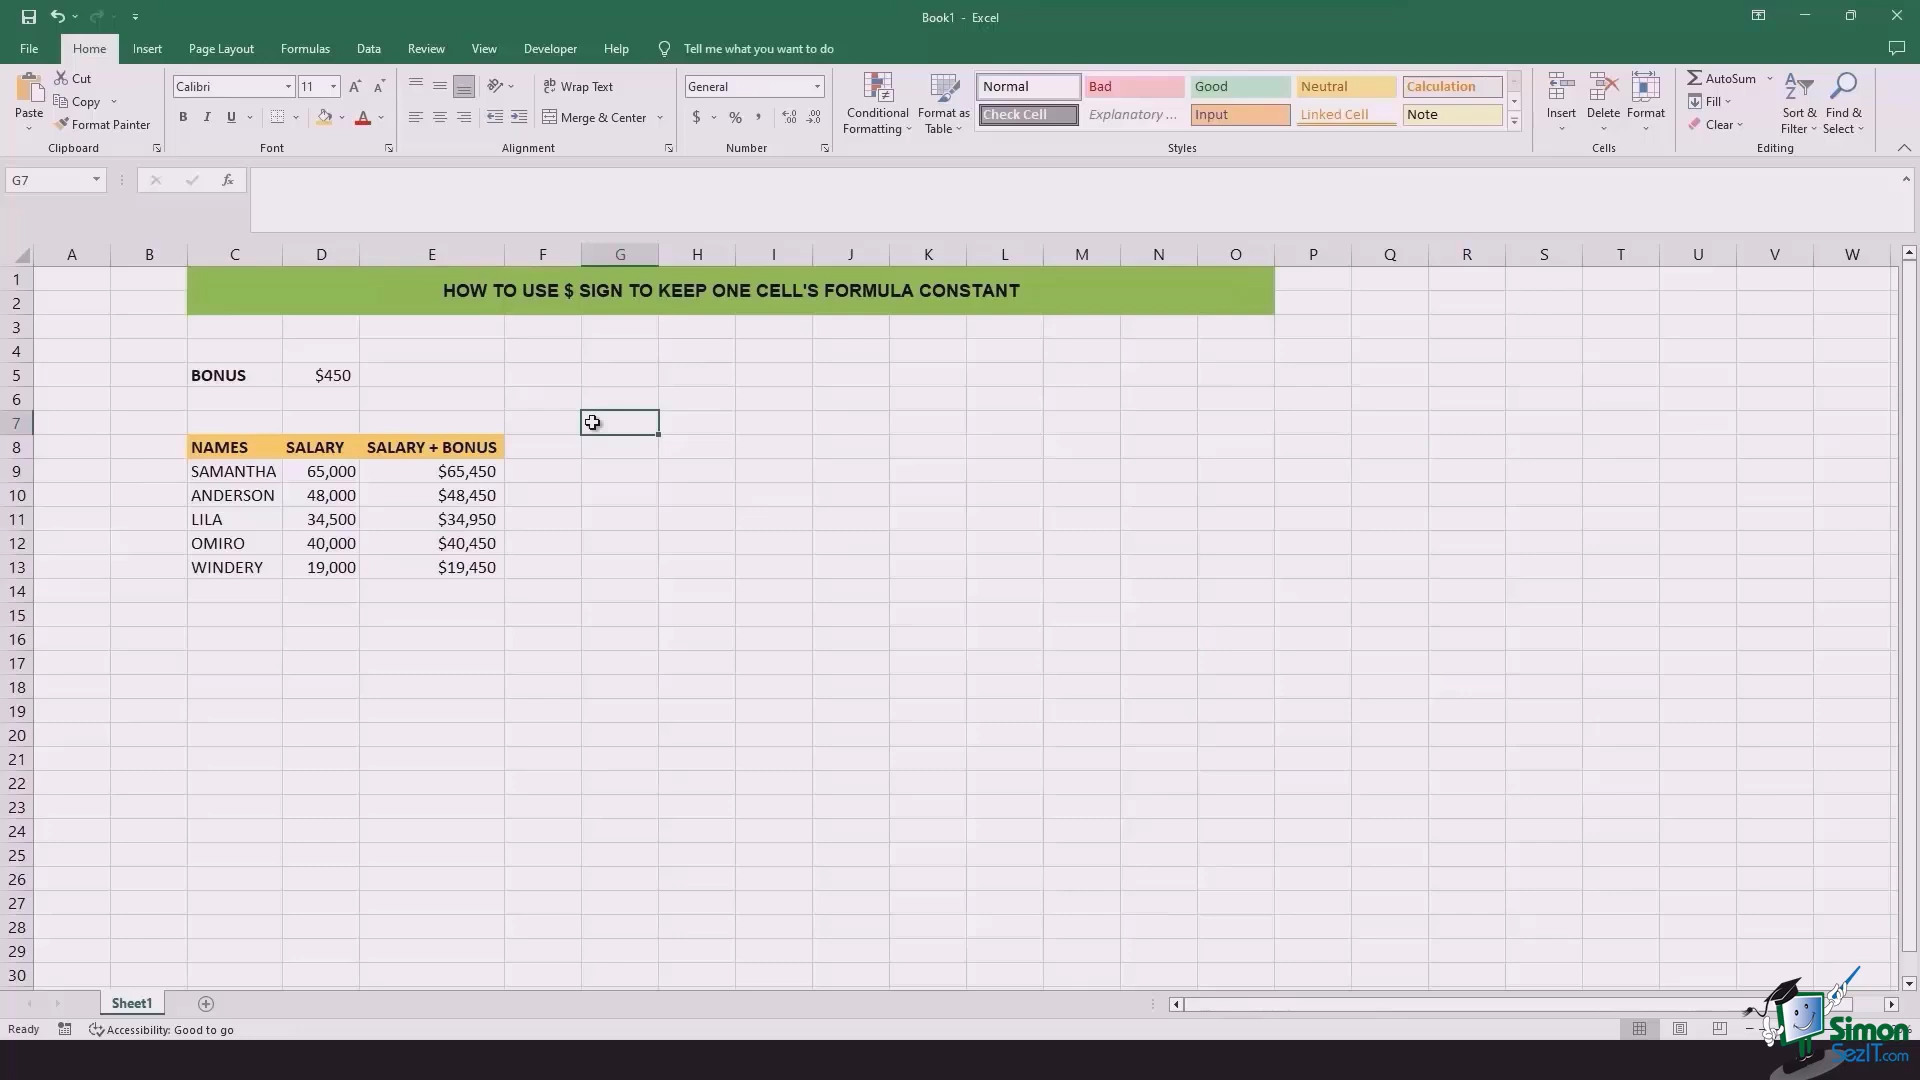 Book1 - Excel
File Home Insert Page Layout Formulas Data Review View Developer Help Tell me what you want to do
Paste
Cut
Copy
Format Painter
Clipboard
Calibri 11
B I U
Font
Wrap Text
Merge & Center
Alignment
General
$ % ,
Number
Conditional Formatting
Format as Table
Normal Bad Good Neutral Calculation
Check Cell Explanatory ... Input Linked Cell Note
Styles
Insert Delete Format
Cells
AutoSum
Fill
Clear
Sort & Filter
Find & Select
Editing
G7
fx
A B C D E F G H I J K L M N O P Q R S T U V W
1 HOW TO USE $ SIGN TO KEEP ONE CELL'S FORMULA CONSTANT
2
3
4
5 BONUS $450
6
7
8 NAMES SALARY SALARY + BONUS
9 SAMANTHA 65,000 $65,450
10 ANDERSON 48,000 $48,450
11 LILA 34,500 $34,950
12 OMIRO 40,000 $40,450
13 WINDERY 19,000 $19,450
14
15
16
17
18
19
20
21
22
23
24
25
26
27
28
29
30
Sheet1
Ready Accessibility: Good to go
Simon
SezIT.com